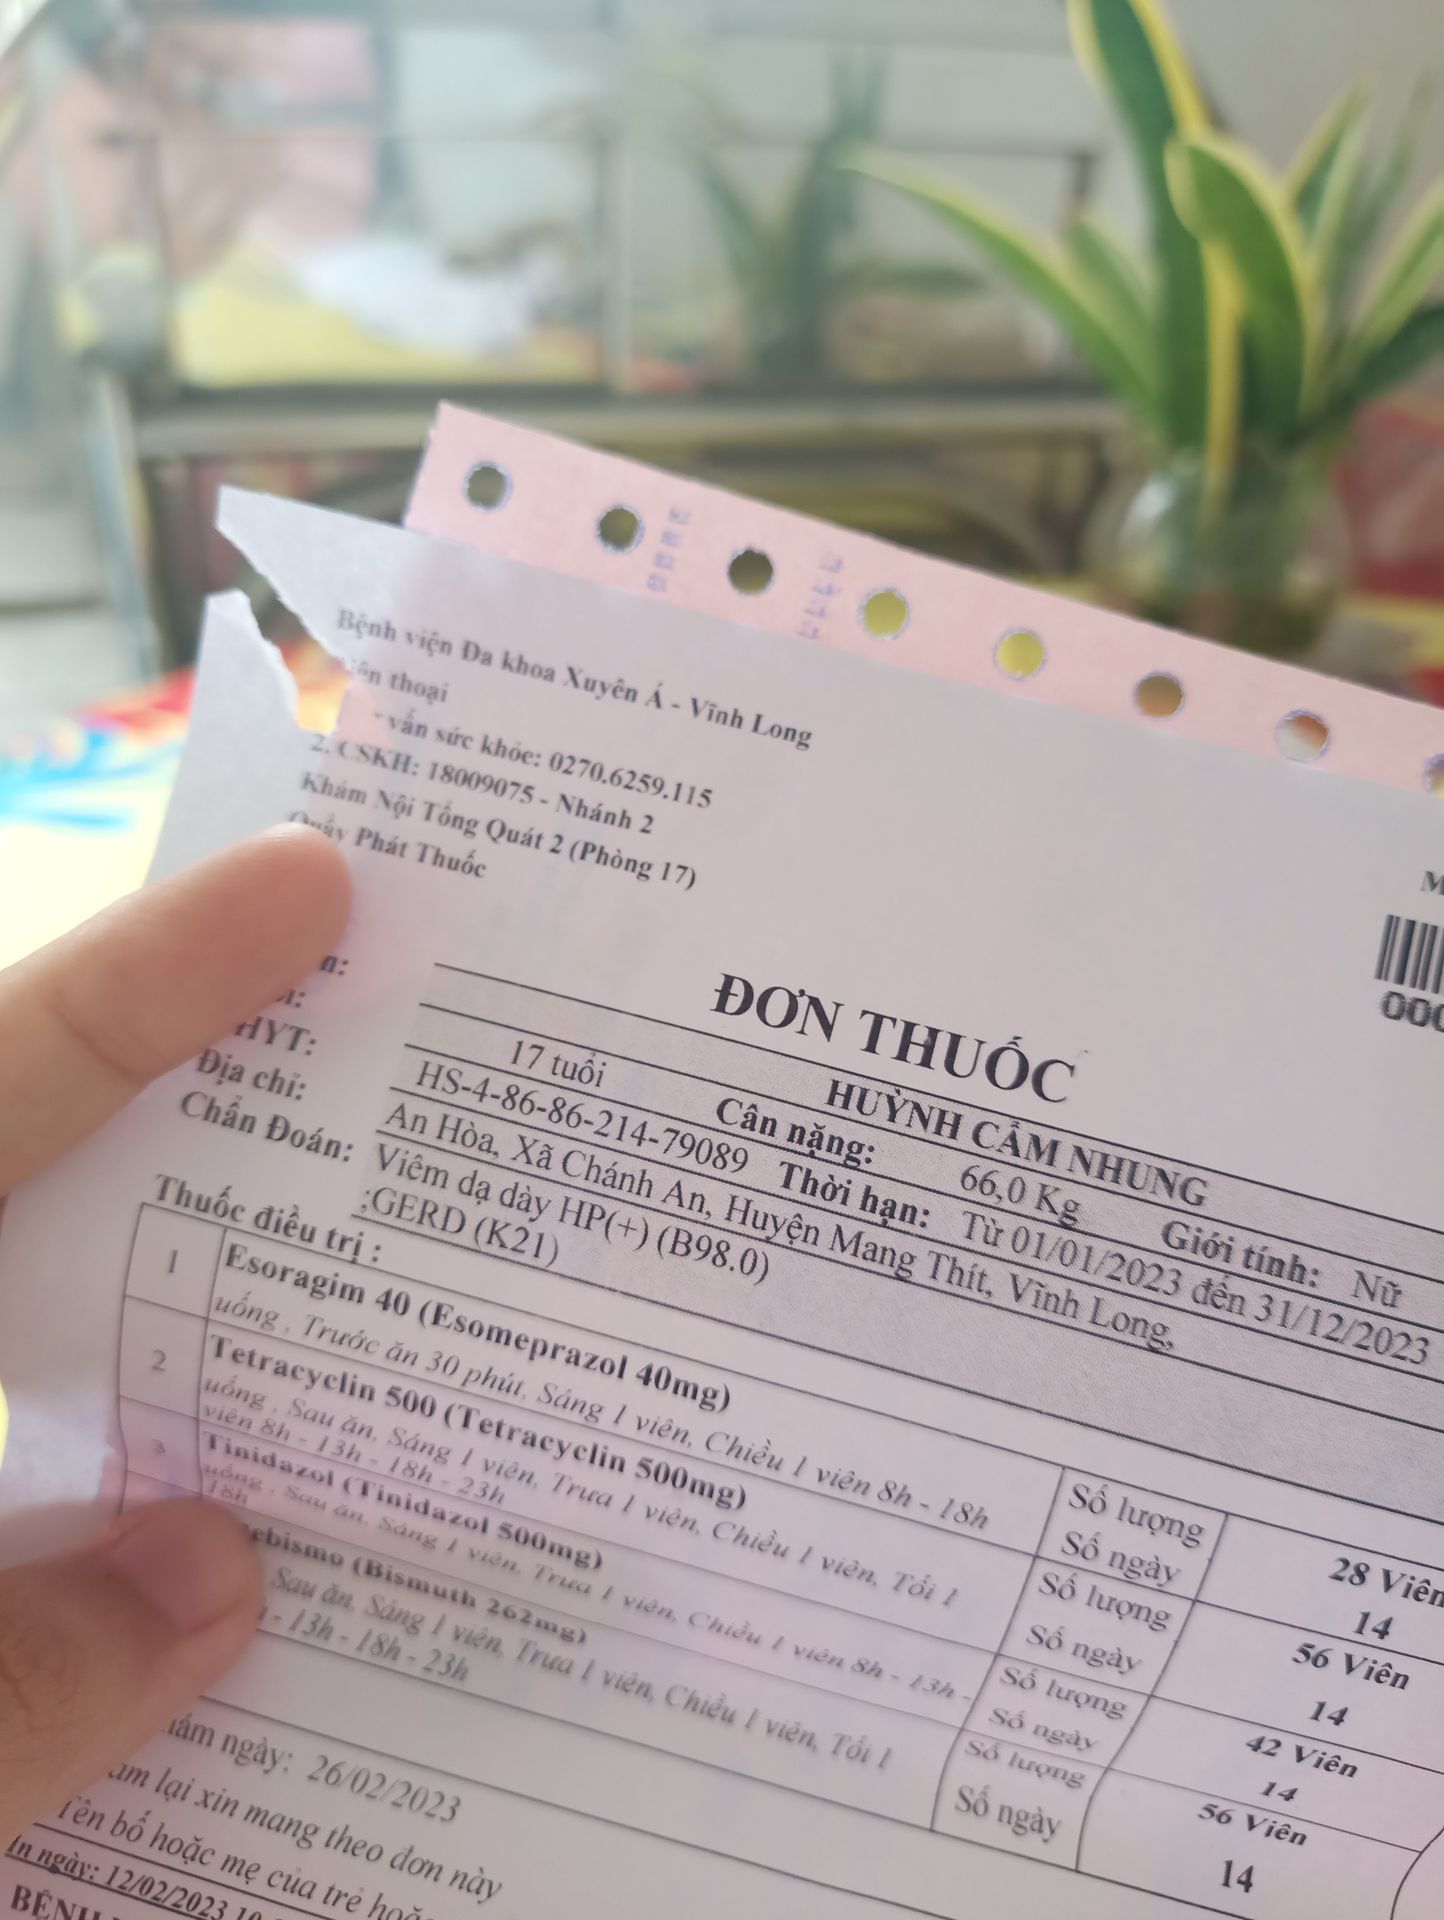 Bệnh viện Đa khoa Xuyên Á - Vĩnh Long
thoại
vấn sức khỏe: 0270.6259.115
2. CSKH: 18009075 - Nhánh 2
Khám Nội Tổng Quát 2 (Phòng 17)
Quầy Phát Thuốc
M
000
ĐƠN THUỐC
n: HUỲNH CẨM NHUNG
i: 17 tuổi Cân nặng: 66,0 Kg Giới tính: Nữ
HYT: HS-4-86-86-214-79089 Thời hạn: Từ 01/01/2023 đến 31/12/2023
Địa chỉ: An Hòa, Xã Chánh An, Huyện Mang Thít, Vĩnh Long,
Chẩn Đoán: Viêm dạ dày HP(+) (B98.0)
;GERD (K21)
Thuốc điều trị :
1 Esoragim 40 (Esomeprazol 40mg) Số lượng 28 Viên
uống , Trước ăn 30 phút, Sáng 1 viên, Chiều 1 viên 8h - 18h Số ngày 14
2 Tetracyclin 500 (Tetracyclin 500mg) Số lượng 56 Viên
uống , Sau ăn, Sáng 1 viên, Trưa 1 viên, Chiều 1 viên, Tối 1 Số ngày 14
viên 8h - 13h - 18h - 23h
3 Tinidazol (Tinidazol 500mg) Số lượng 42 Viên
uống , Sau ăn, Sáng 1 viên, Trưa 1 viên, Chiều 1 viên 8h - 13h - Số ngày 14
18h
ebismo (Bismuth 262mg) Số lượng 56 Viên
Sau ăn, Sáng 1 viên, Trưa 1 viên, Chiều 1 viên, Tối 1 Số ngày 14
- 13h - 18h - 23h
ngày: 26/02/2023
lại xin mang theo đơn này
Tên bố hoặc mẹ của trẻ
In ngày: 12/02/2023
BỆNH